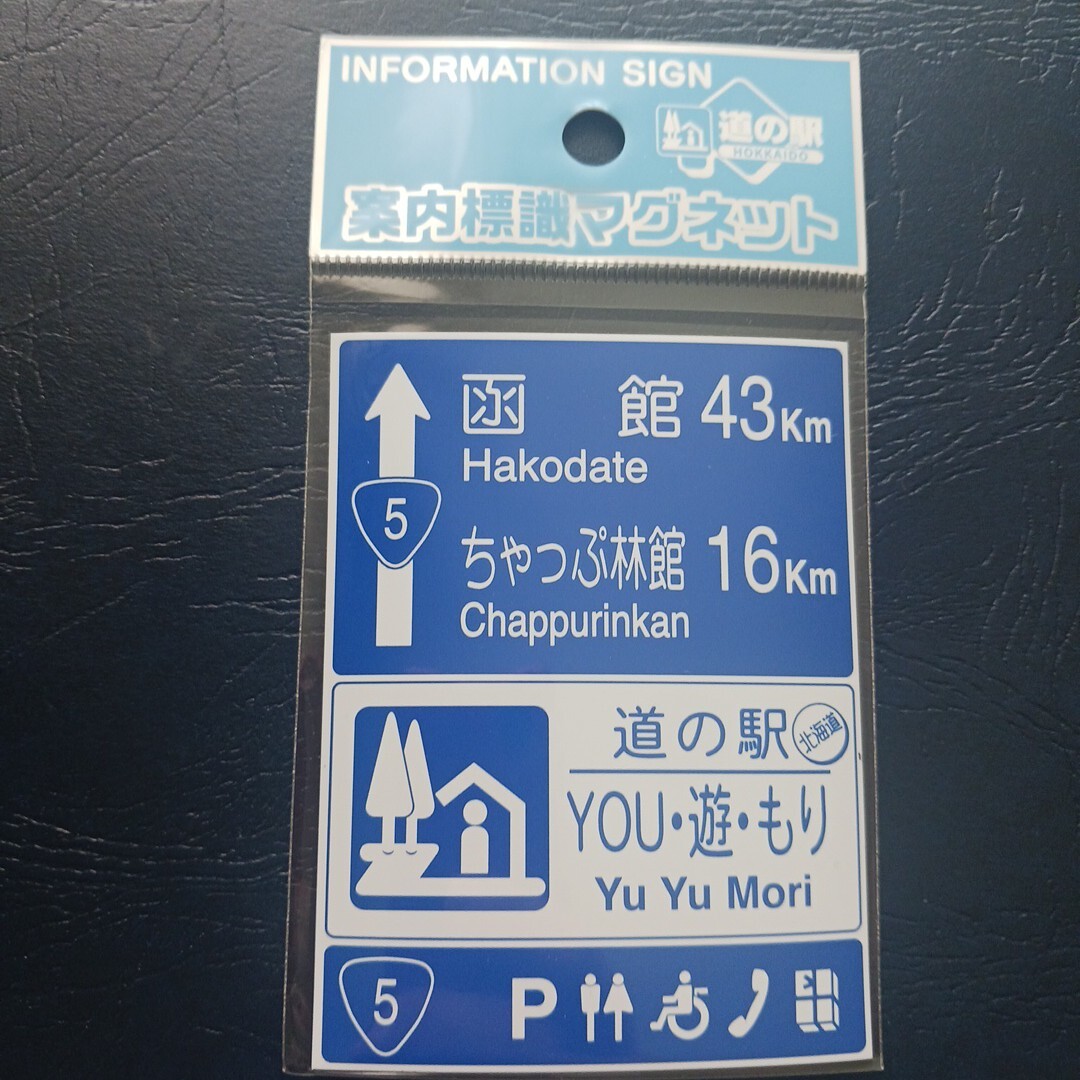 INFORMATION SIGN
道の駅
HOKKAIDO
案内標識マグネット
函館 43Km
Hakodate
5
ちゃっぷ林館 16Km
Chappurinkan
道の駅 北海道
YOU・遊・もり
Yu Yu Mori
5 P